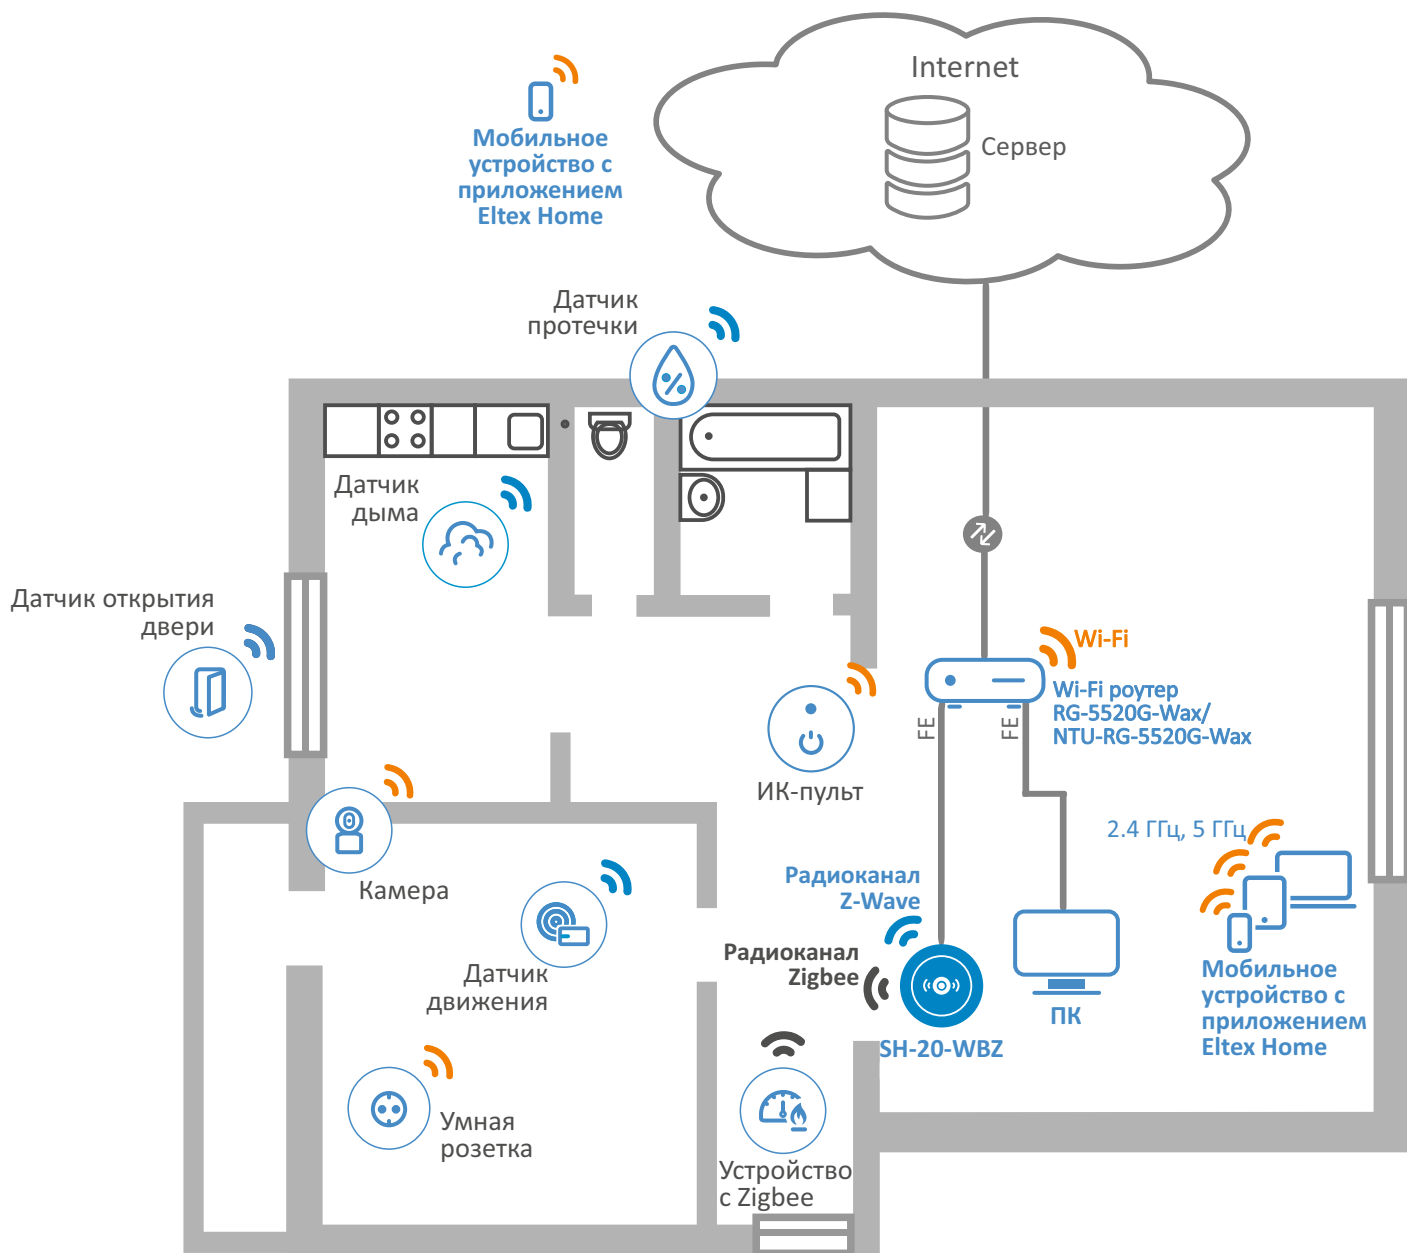 Internet
Сервер
Мобильное
устройство с
приложением
Eltex Home
Датчик
протечки
Датчик
дыма
Датчик открытия
двери
Wi-Fi
Wi-Fi роутер
RG-5520G-Wax/
NTU-RG-5520G-Wax
FE
FE
ИК-пульт
Камера
2.4 ГГц, 5 ГГц
Радиоканал
Z-Wave
Радиоканал
Zigbee
Датчик
движения
SH-20-WBZ
ПК
Мобильное
устройство с
приложением
Eltex Home
Умная
розетка
Устройство
с Zigbee